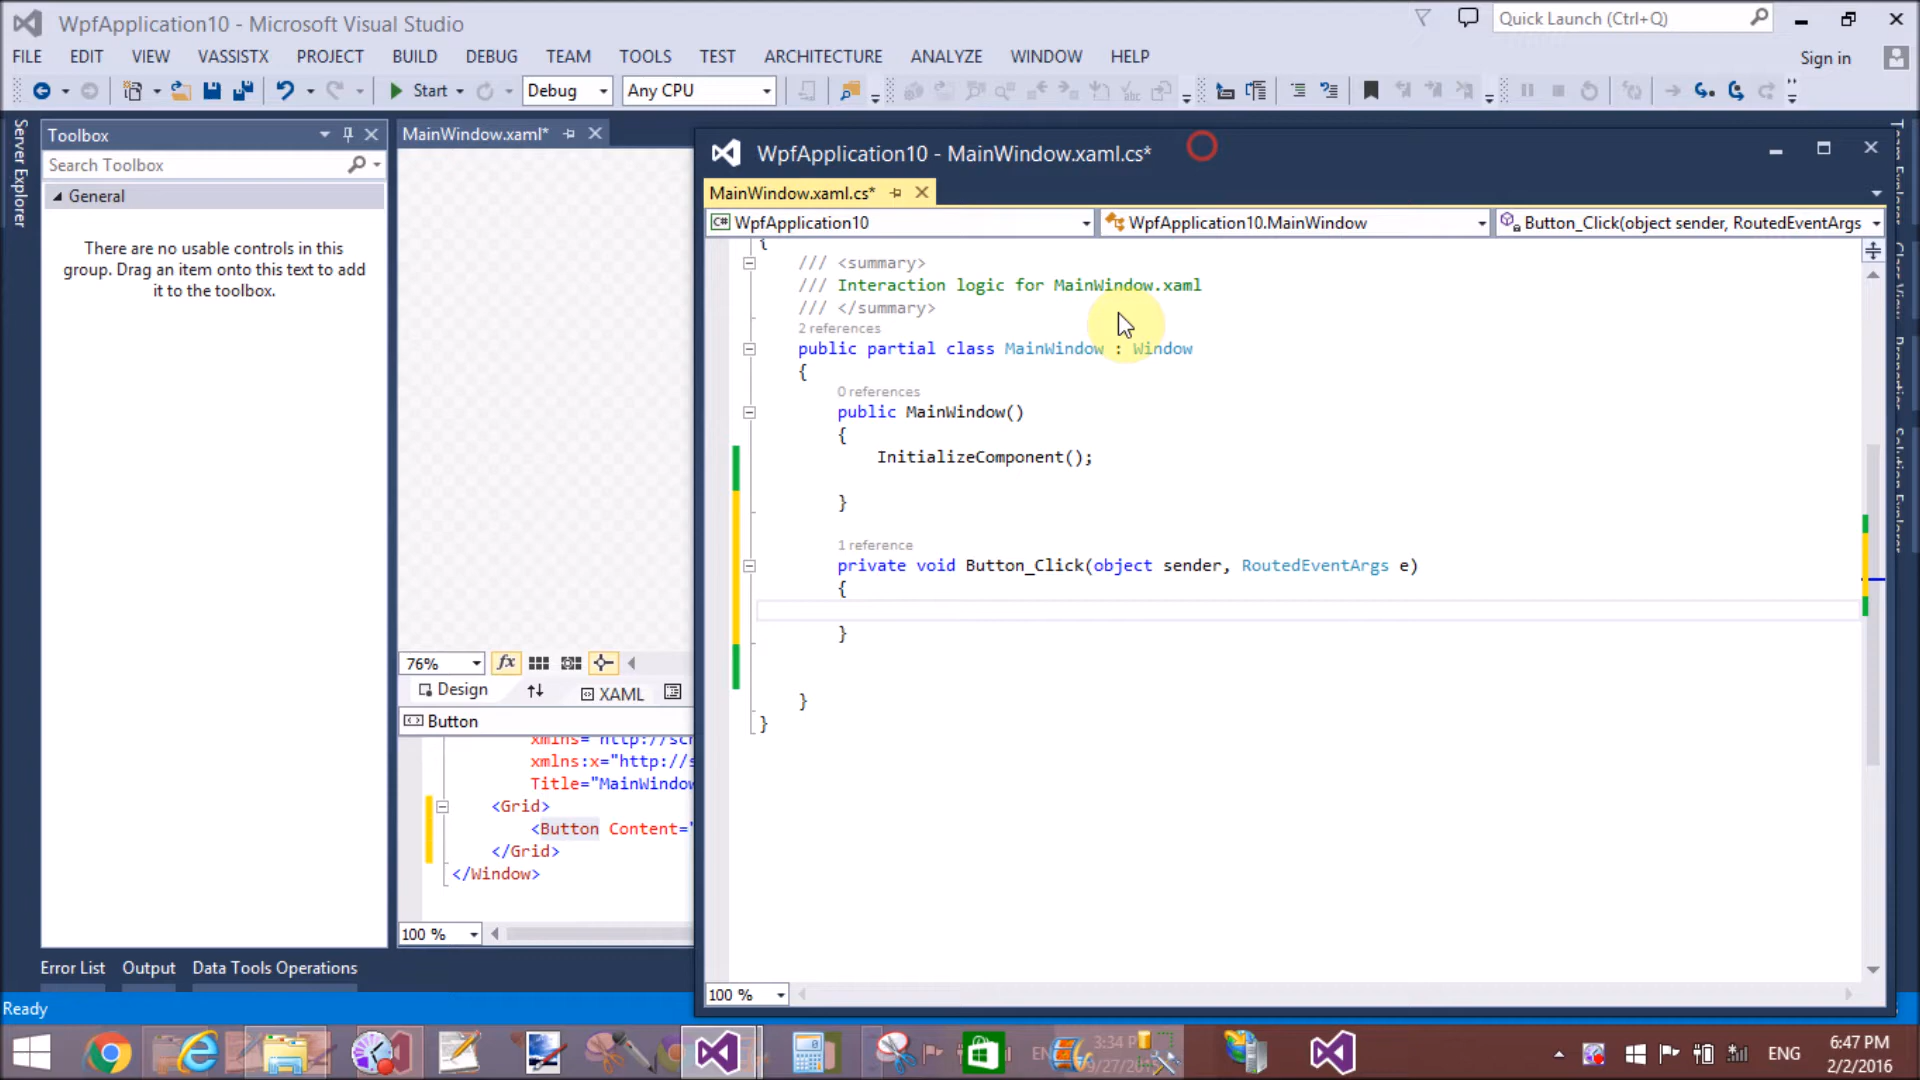 WpfApplication10 - Microsoft Visual Studio
Quick Launch (Ctrl+Q)
FILE EDIT VIEW VASSISTX PROJECT BUILD DEBUG TEAM TOOLS TEST ARCHITECTURE ANALYZE WINDOW HELP
Sign in
Start Debug Any CPU
Server Explorer
Toolbox
Search Toolbox
General
There are no usable controls in this
group. Drag an item onto this text to add
it to the toolbox.
MainWindow.xaml*
76%
fx
Design
XAML
Button
Title="MainWindow
<Grid>
<Button Content="
</Grid>
</Window>
100 %
WpfApplication10 - MainWindow.xaml.cs*
MainWindow.xaml.cs*
C# WpfApplication10
WpfApplication10.MainWindow
Button_Click(object sender, RoutedEventArgs
{
/// <summary>
/// Interaction logic for MainWindow.xaml
/// </summary>
2 references
public partial class MainWindow : Window
{
0 references
public MainWindow()
{
InitializeComponent();
}
1 reference
private void Button_Click(object sender, RoutedEventArgs e)
{
}
}
}
100 %
Error List Output Data Tools Operations
Ready
ENG
6:47 PM
2/2/2016